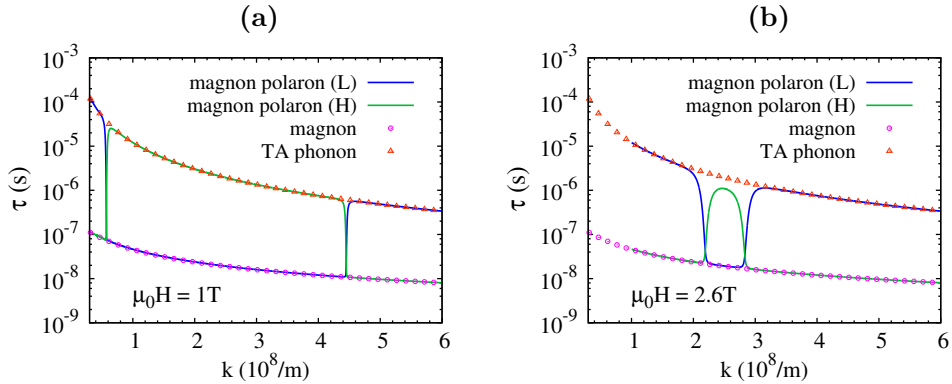 (a)
10^-3
10^-4
10^-5
10^-6
10^-7
10^-8
10^-9
τ (s)
magnon polaron (L)
magnon polaron (H)
magnon
TA phonon
μ₀H = 1T
1 2 3 4 5 6
k (10^8/m)
(b)
10^-3
10^-4
10^-5
10^-6
10^-7
10^-8
10^-9
τ (s)
magnon polaron (L)
magnon polaron (H)
magnon
TA phonon
μ₀H = 2.6T
1 2 3 4 5 6
k (10^8/m)